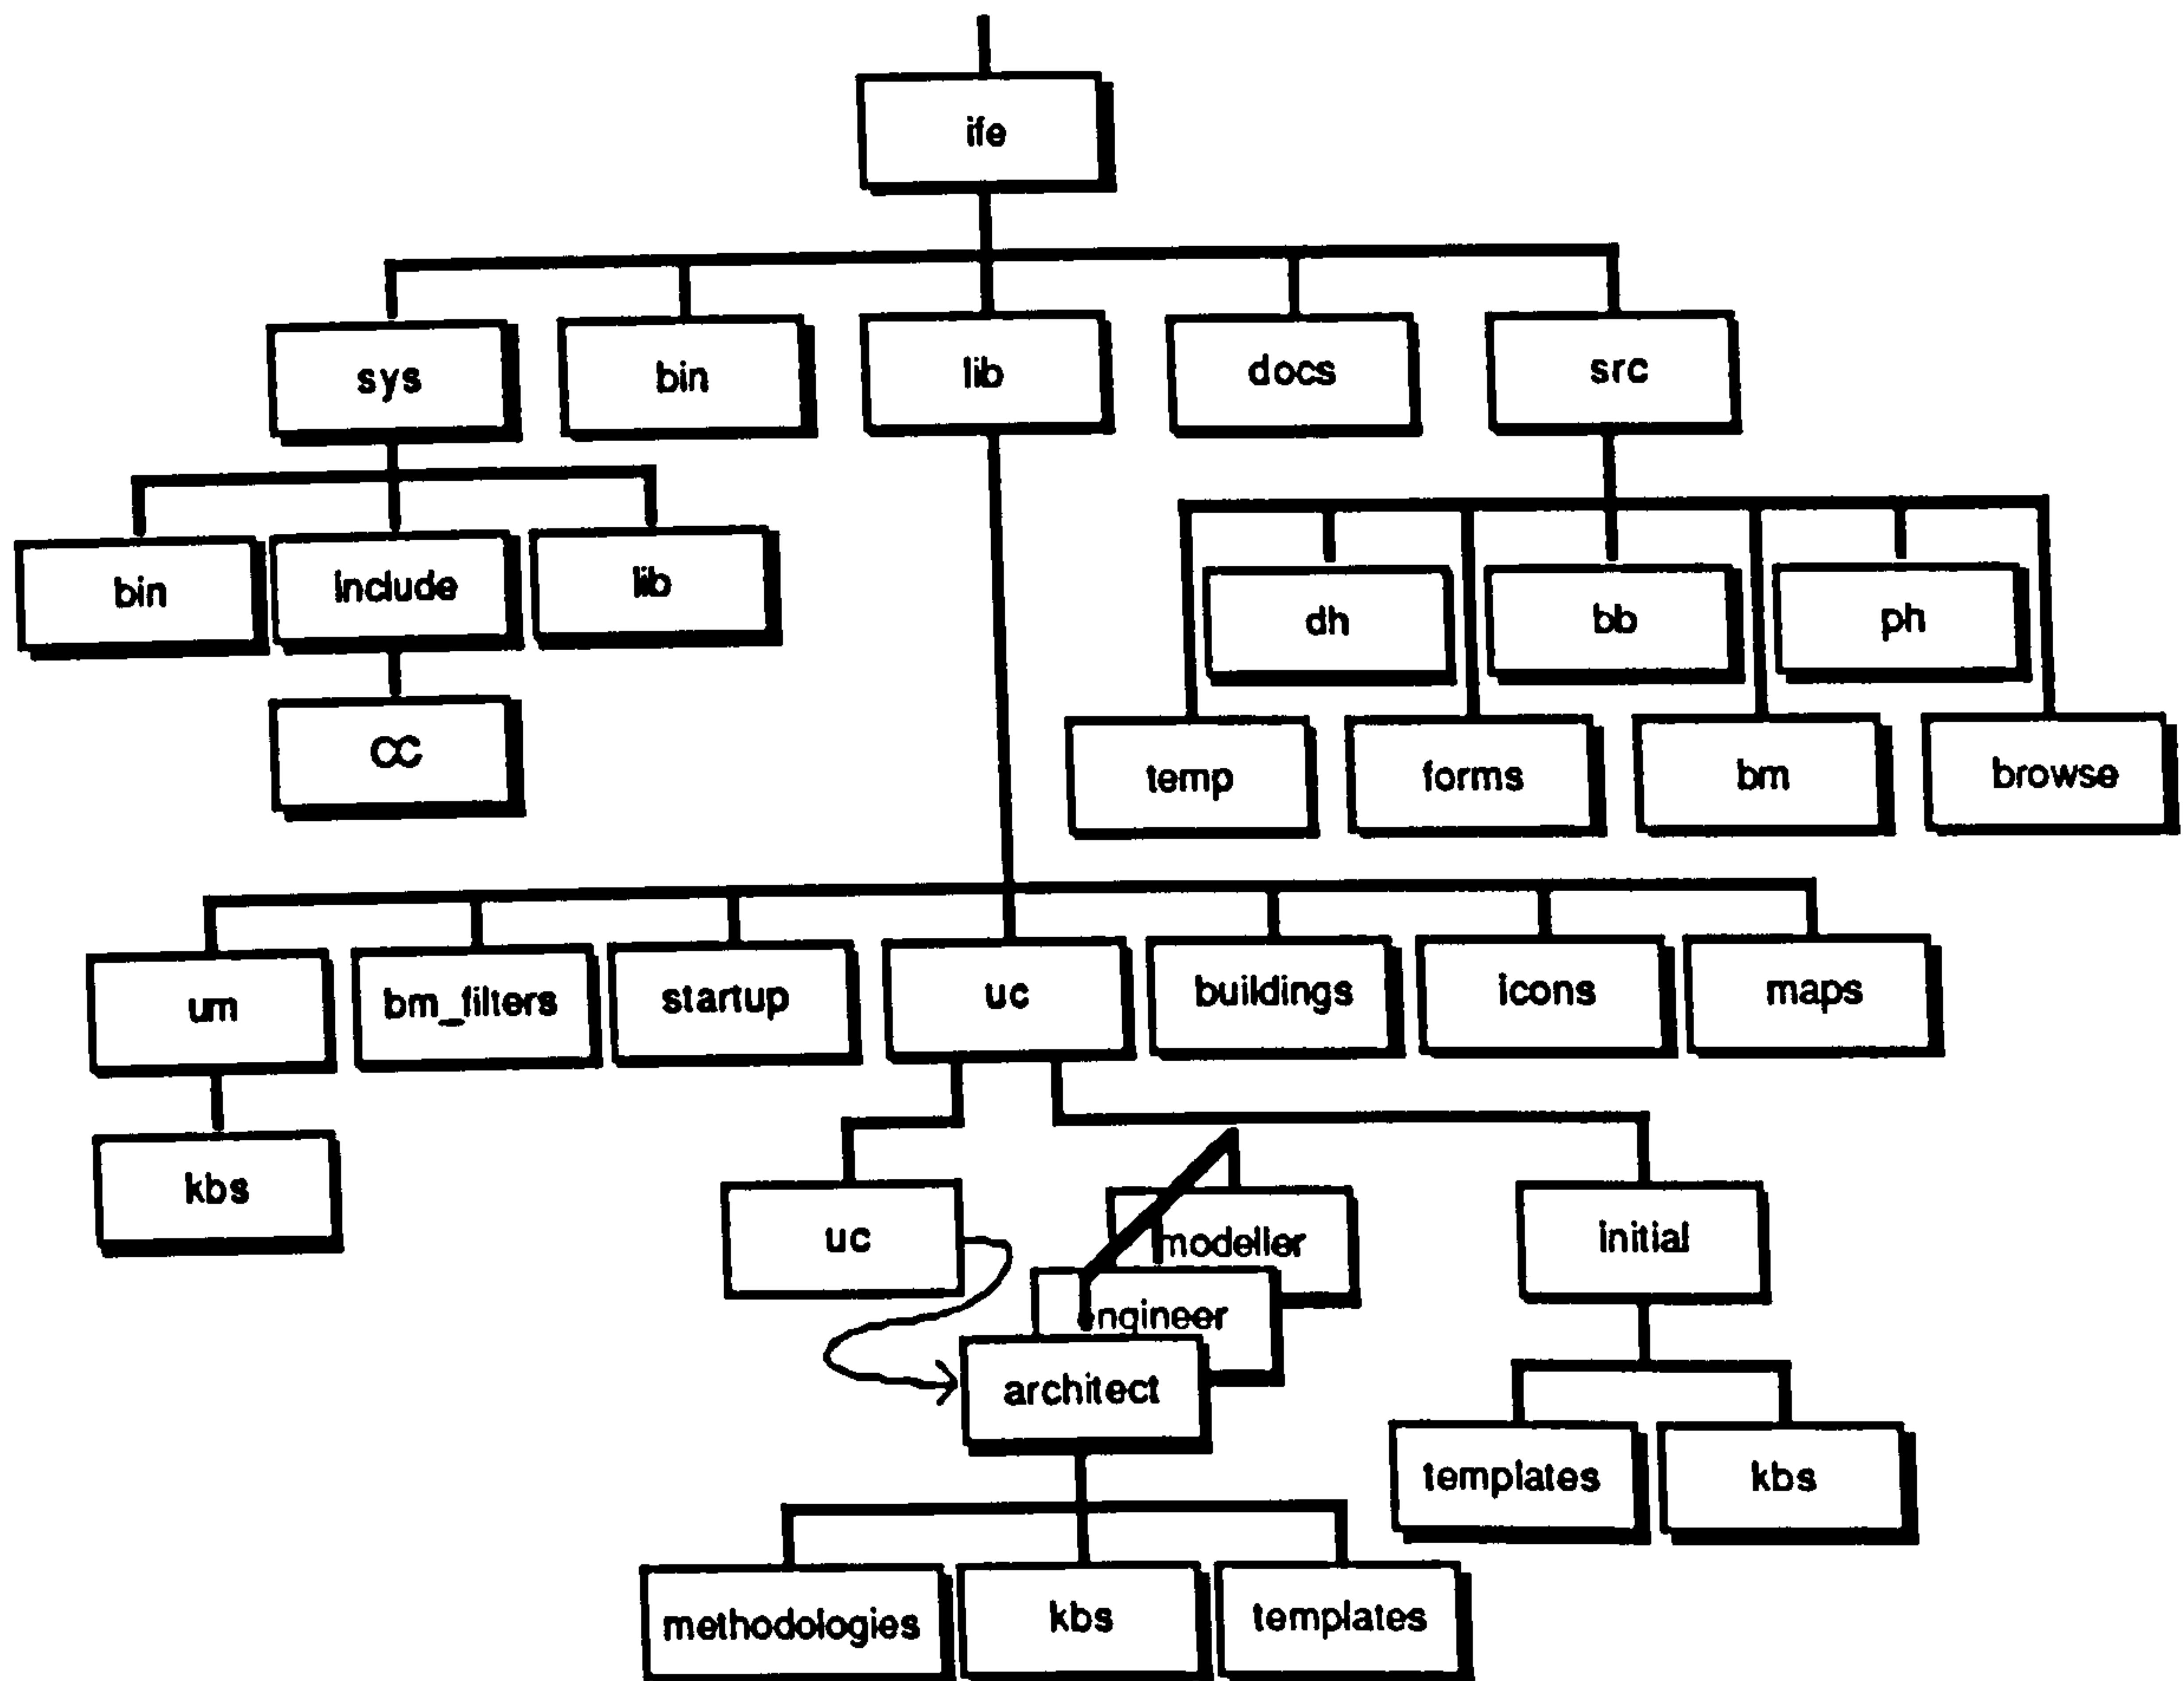 ife
sys
bin
lib
docs
src
bin
include
lib
dh
bb
ph
CC
temp
forms
bm
browse
um
bm_filters
startup
uc
buildings
icons
maps
kbs
uc
modeller
initial
ngineer
architect
templates
kbs
methodologies
kbs
templates